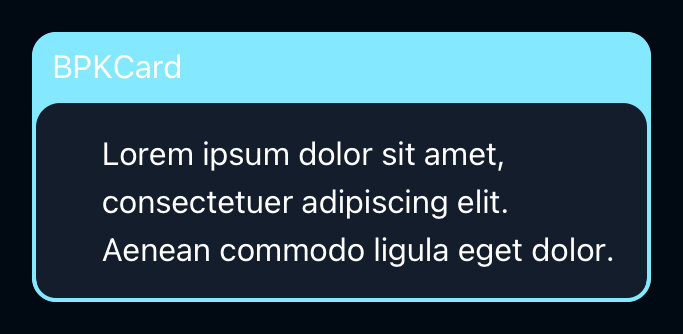 BPKCard
Lorem ipsum dolor sit amet,
consectetuer adipiscing elit.
Aenean commodo ligula eget dolor.